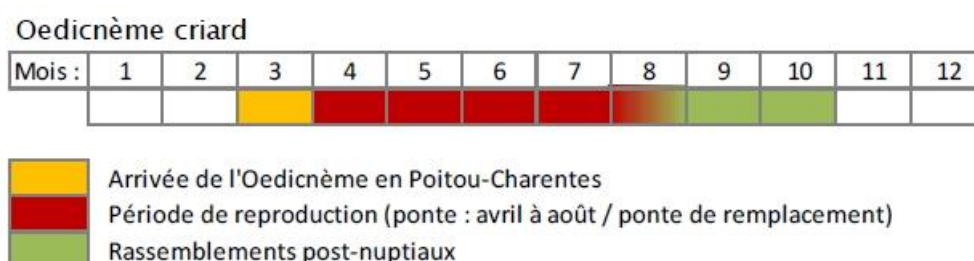 Oedicnème criard
Mois : 1 2 3 4 5 6 7 8 9 10 11 12
Arrivée de l'Oedicnème en Poitou-Charentes
Période de reproduction (ponte : avril à août / ponte de remplacement)
Rassemblements post-nuptiaux